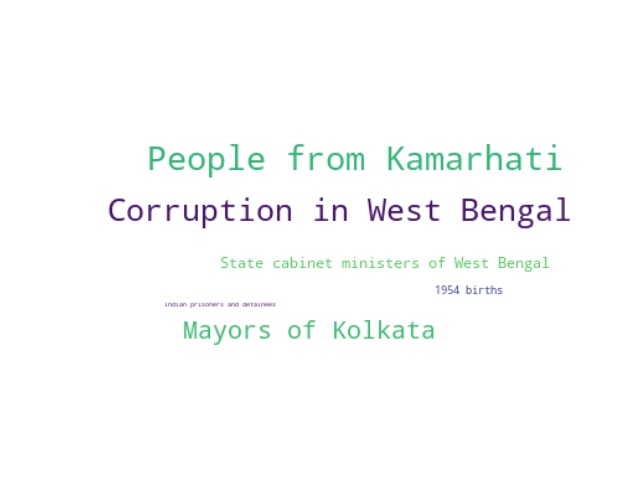 People from Kamarhati
Corruption in West Bengal
State cabinet ministers of West Bengal
1954 births
Indian prisoners and detainees
Mayors of Kolkata